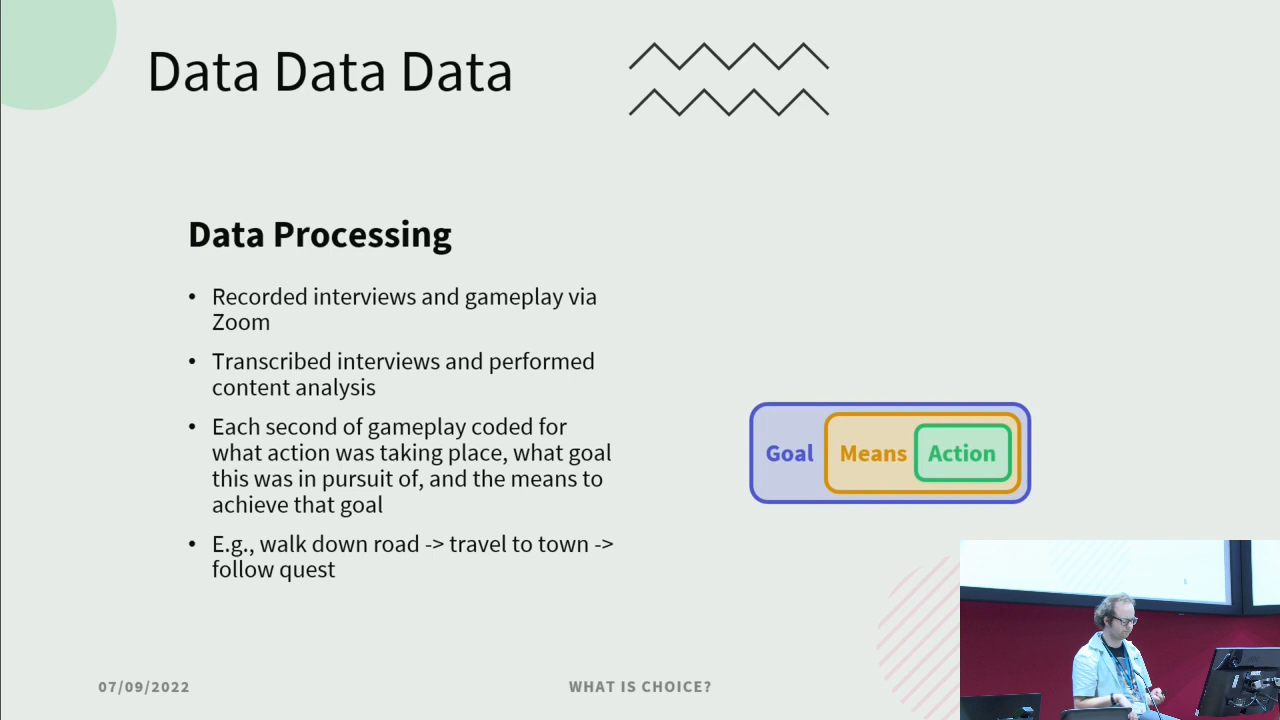 Data Data Data
Data Processing
• Recorded interviews and gameplay via
Zoom
• Transcribed interviews and performed
content analysis
• Each second of gameplay coded for
what action was taking place, what goal
this was in pursuit of, and the means to
achieve that goal
• E.g., walk down road -> travel to town ->
follow quest
Goal Means Action
07/09/2022 WHAT IS CHOICE?